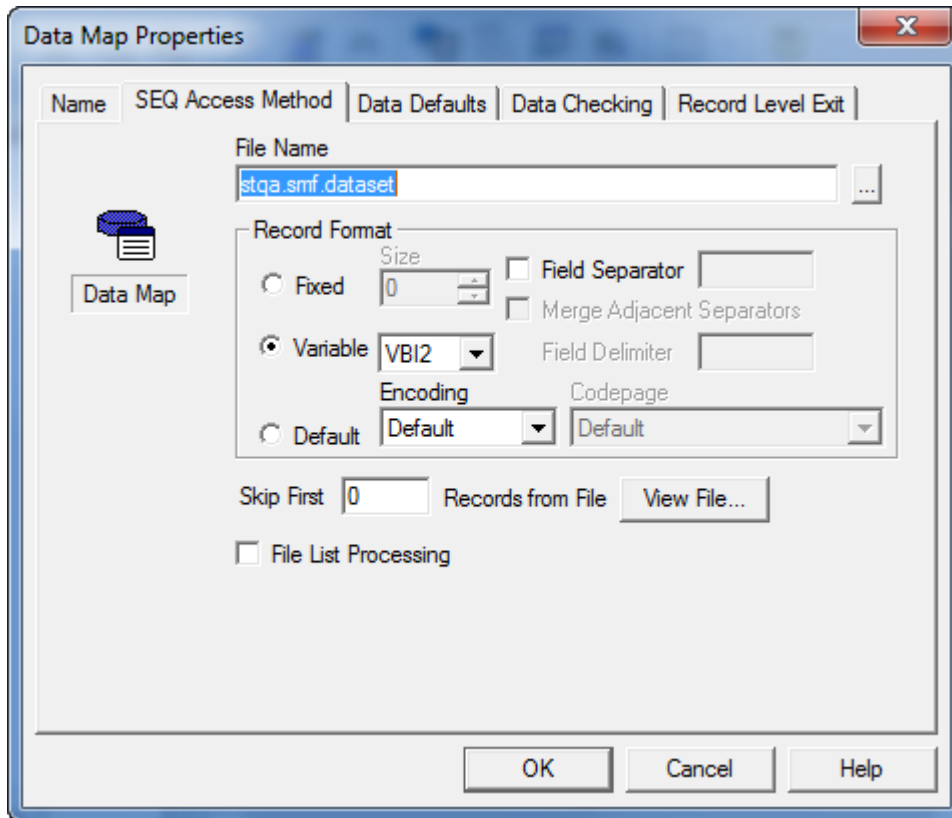 Data Map Properties
Name SEQ Access Method Data Defaults Data Checking Record Level Exit
File Name
stqa.smf.dataset
...
Data Map
Record Format
Size
Fixed 0 Field Separator
Merge Adjacent Separators
Variable VBI2 Field Delimiter
Encoding Codepage
Default Default Default
Skip First 0 Records from File View File...
File List Processing
OK Cancel Help